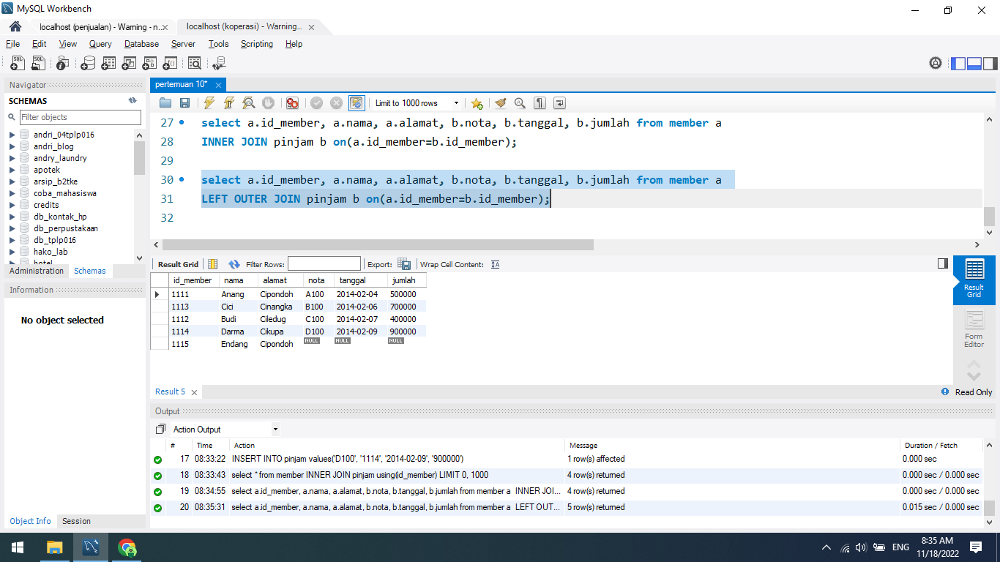 MySQL Workbench
localhost (penjualan) - Warning - n...
localhost (koperasi) - Warning...
File Edit View Query Database Server Tools Scripting Help
Navigator
SCHEMAS
Filter objects
andri_04tplp016
andri_blog
andry_laundry
apotek
arsip_b2tke
coba_mahasiswa
credits
db_kontak_hp
db_perpustakaan
db_tplp016
hako_lab
hotel
Administration Schemas
Information
No object selected
Object Info Session
pertemuan 10*
Limit to 1000 rows
27 select a.id_member, a.nama, a.alamat, b.nota, b.tanggal, b.jumlah from member a
28 INNER JOIN pinjam b on(a.id_member=b.id_member);
29
30 select a.id_member, a.nama, a.alamat, b.nota, b.tanggal, b.jumlah from member a
31 LEFT OUTER JOIN pinjam b on(a.id_member=b.id_member);
32
Result Grid Filter Rows: Export: Wrap Cell Content:
id_member nama alamat nota tanggal jumlah
1111 Anang Cipondoh A100 2014-02-04 500000
1113 Cici Cinangka B100 2014-02-06 700000
1112 Budi Ciledug C100 2014-02-07 400000
1114 Darma Cikupa D100 2014-02-09 900000
1115 Endang Cipondoh NULL NULL NULL
Result Grid
Form Editor
Result 5
Read Only
Output
Action Output
# Time Action Message Duration / Fetch
17 08:33:22 INSERT INTO pinjam values('D100', '1114', '2014-02-09', '900000') 1 row(s) affected 0.000 sec
18 08:33:43 select * from member INNER JOIN pinjam using(id_member) LIMIT 0, 1000 4 row(s) returned 0.000 sec / 0.000 sec
19 08:34:55 select a.id_member, a.nama, a.alamat, b.nota, b.tanggal, b.jumlah from member a INNER JOI... 4 row(s) returned 0.000 sec / 0.000 sec
20 08:35:31 select a.id_member, a.nama, a.alamat, b.nota, b.tanggal, b.jumlah from member a LEFT OUT... 5 row(s) returned 0.015 sec / 0.000 sec
ENG
8:35 AM
11/18/2022